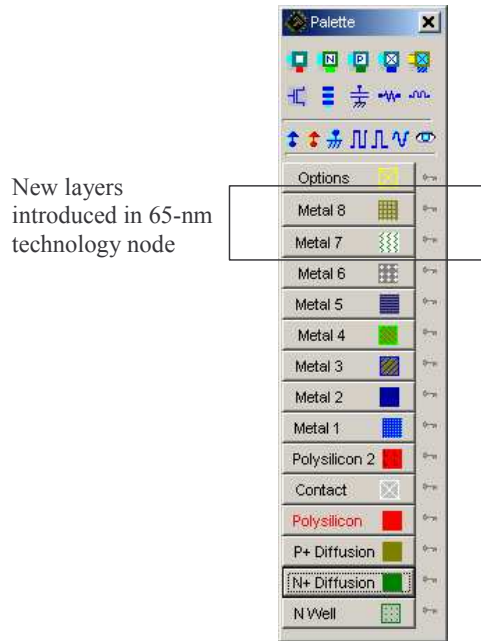 Palette
N P
New layers
introduced in 65-nm
technology node
Options
Metal 8
Metal 7
Metal 6
Metal 5
Metal 4
Metal 3
Metal 2
Metal 1
Polysilicon 2
Contact
Polysilicon
P+ Diffusion
N+ Diffusion
N Well